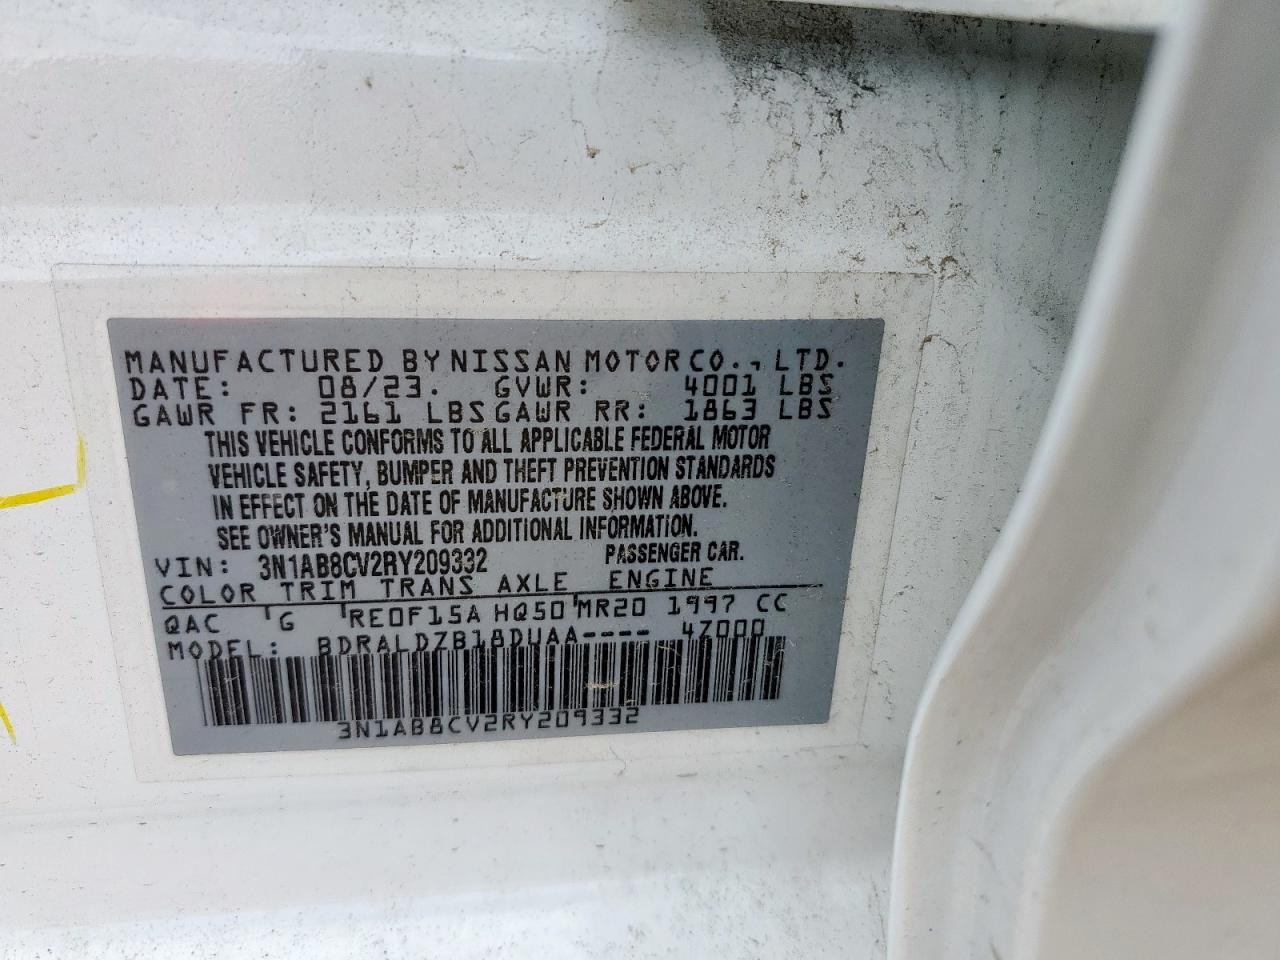 MANUFACTURED BY NISSAN MOTOR CO., LTD.
DATE: 08/23. GVWR: 4001 LBS
GAWR FR: 2161 LBS GAWR RR: 1863 LBS
THIS VEHICLE CONFORMS TO ALL APPLICABLE FEDERAL MOTOR
VEHICLE SAFETY, BUMPER AND THEFT PREVENTION STANDARDS
IN EFFECT ON THE DATE OF MANUFACTURE SHOWN ABOVE.
SEE OWNER'S MANUAL FOR ADDITIONAL INFORMATION.
VIN: 3N1AB8CV2RY209332 PASSENGER CAR.
COLOR TRIM TRANS AXLE ENGINE
QAC G RE0F15A HQ50 MR20 1997 CC
MODEL: BDRALDZB18DUAA---- 4Z000
3N1AB8CV2RY209332